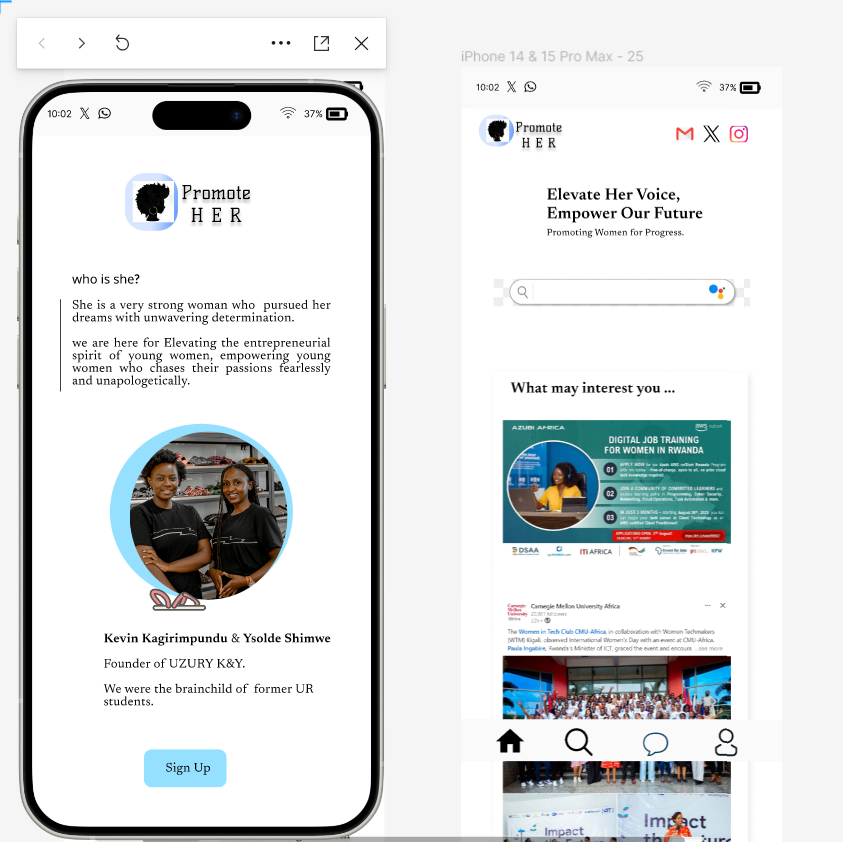 iPhone 14 & 15 Pro Max - 25
10:02
37%
Promote
HER
who is she?
She is a very strong woman who pursued her
dreams with unwavering determination.
we are here for Elevating the entrepreneurial
spirit of young women, empowering young
women who chases their passions fearlessly
and unapologetically.
Kevin Kagirimpundu & Ysolde Shimwe
Founder of UZURY K&Y.
We were the brainchild of former UR
students.
Sign Up
10:02
37%
Promote
HER
Elevate Her Voice,
Empower Our Future
Promoting Women for Progress.
What may interest you ...
AZUBI AFRICA
DIGITAL JOB TRAINING
FOR WOMEN IN RWANDA
01
02
03
DSAA
ITI AFRICA
Carnegie Mellon University Africa
Carnegie
Mellon
University
Africa
The Women in Tech Club CMU-Africa, in collaboration with Women Techmakers
(WTM) Kigali, observed International Women's Day with an event at CMU-Africa.
Paula Ingabire, Rwanda's Minister of ICT, graced the event and encoura ...see more
Impact
Impact